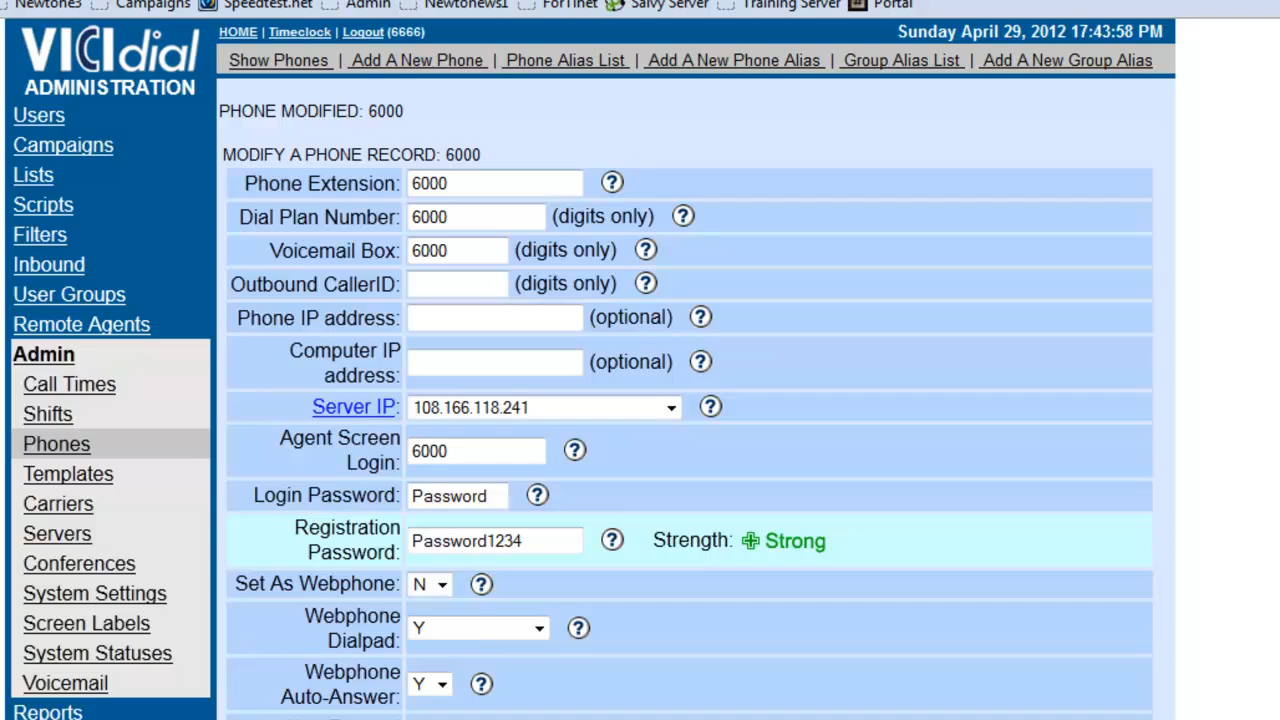 Newtone3 Campaigns Speedtest.net Admin Newtonews1 ForTinet Salvy Server Training Server Portal
VICIdial
ADMINISTRATION
HOME | Timeclock | Logout (6666)
Sunday April 29, 2012 17:43:58 PM
Show Phones | Add A New Phone | Phone Alias List | Add A New Phone Alias | Group Alias List | Add A New Group Alias
Users
Campaigns
Lists
Scripts
Filters
Inbound
User Groups
Remote Agents
Admin
Call Times
Shifts
Phones
Templates
Carriers
Servers
Conferences
System Settings
Screen Labels
System Statuses
Voicemail
Reports
PHONE MODIFIED: 6000
MODIFY A PHONE RECORD: 6000
Phone Extension: 6000 ?
Dial Plan Number: 6000 (digits only) ?
Voicemail Box: 6000 (digits only) ?
Outbound CallerID: (digits only) ?
Phone IP address: (optional) ?
Computer IP
address: (optional) ?
Server IP: 108.166.118.241 ?
Agent Screen
Login: 6000 ?
Login Password: Password ?
Registration
Password: Password1234 ? Strength: Strong
Set As Webphone: N ?
Webphone
Dialpad: Y ?
Webphone
Auto-Answer: Y ?